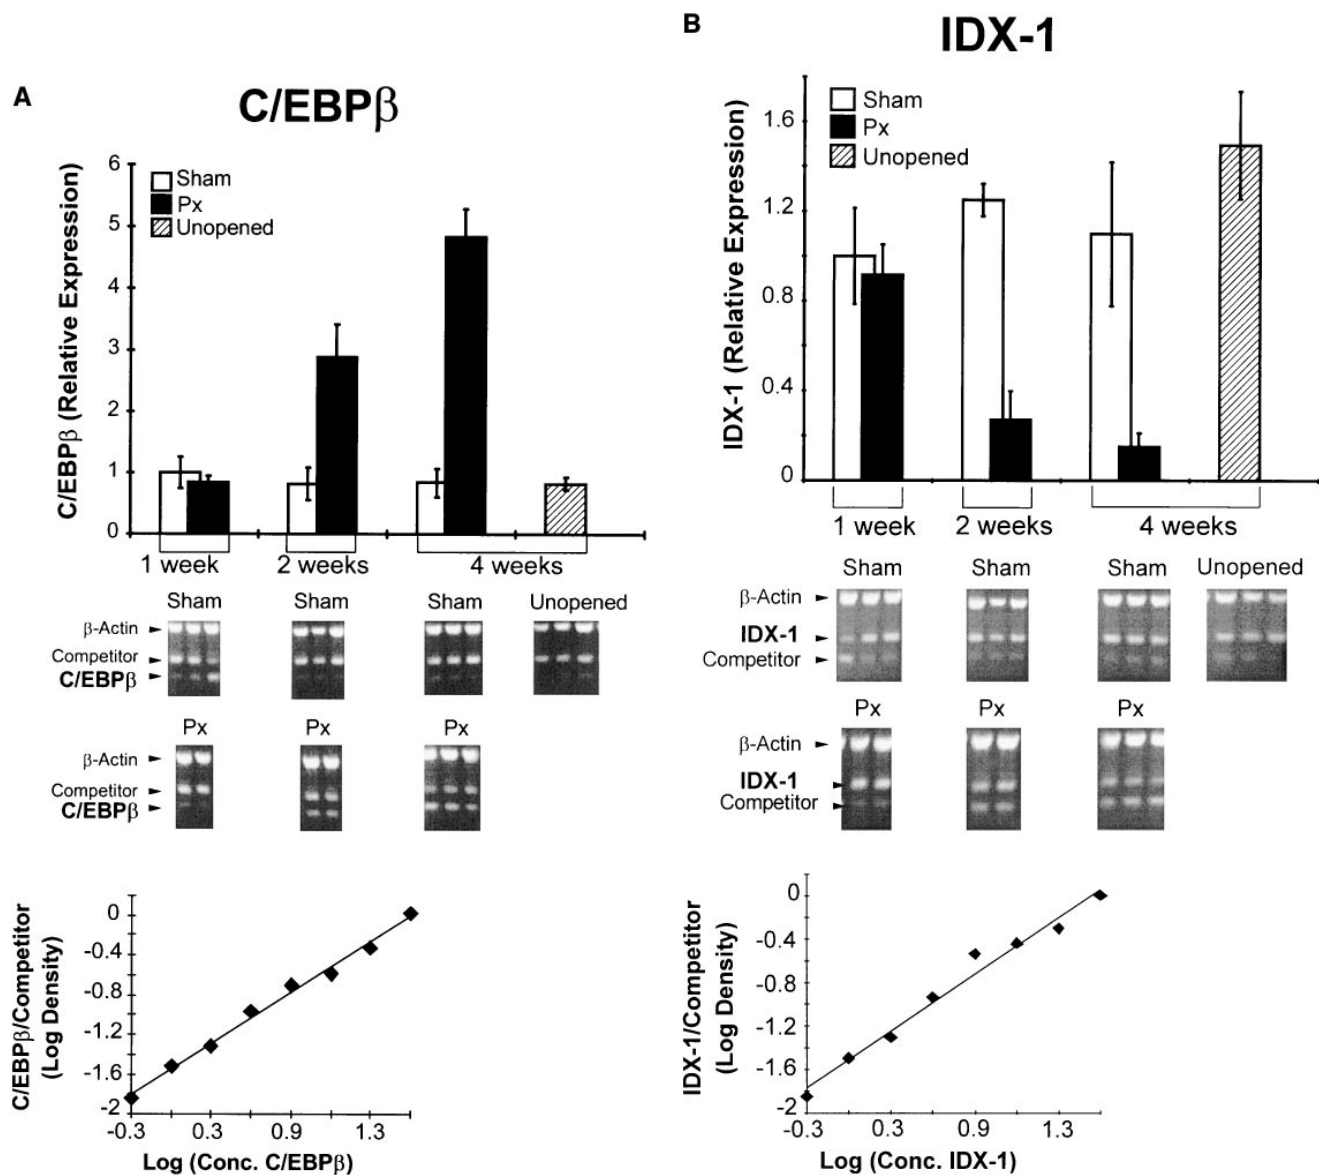 A
C/EBPβ
C/EBPβ (Relative Expression)
6
5
4
3
2
1
0
Sham
Px
Unopened
1 week
2 weeks
4 weeks
Sham
Sham
Sham
Unopened
β-Actin
Competitor
C/EBPβ
Px
Px
Px
β-Actin
Competitor
C/EBPβ
C/EBPβ/Competitor
(Log Density)
0
-0.4
-0.8
-1.2
-1.6
-2
-0.3
0.3
0.9
1.3
Log (Conc. C/EBPβ)
B
IDX-1
IDX-1 (Relative Expression)
1.6
1.2
0.8
0.4
0
Sham
Px
Unopened
1 week
2 weeks
4 weeks
Sham
Sham
Sham
Unopened
β-Actin
IDX-1
Competitor
Px
Px
Px
β-Actin
IDX-1
Competitor
IDX-1/Competitor
(Log Density)
0
-0.4
-0.8
-1.2
-1.6
-2
-0.3
0.3
0.9
1.3
Log (Conc. IDX-1)